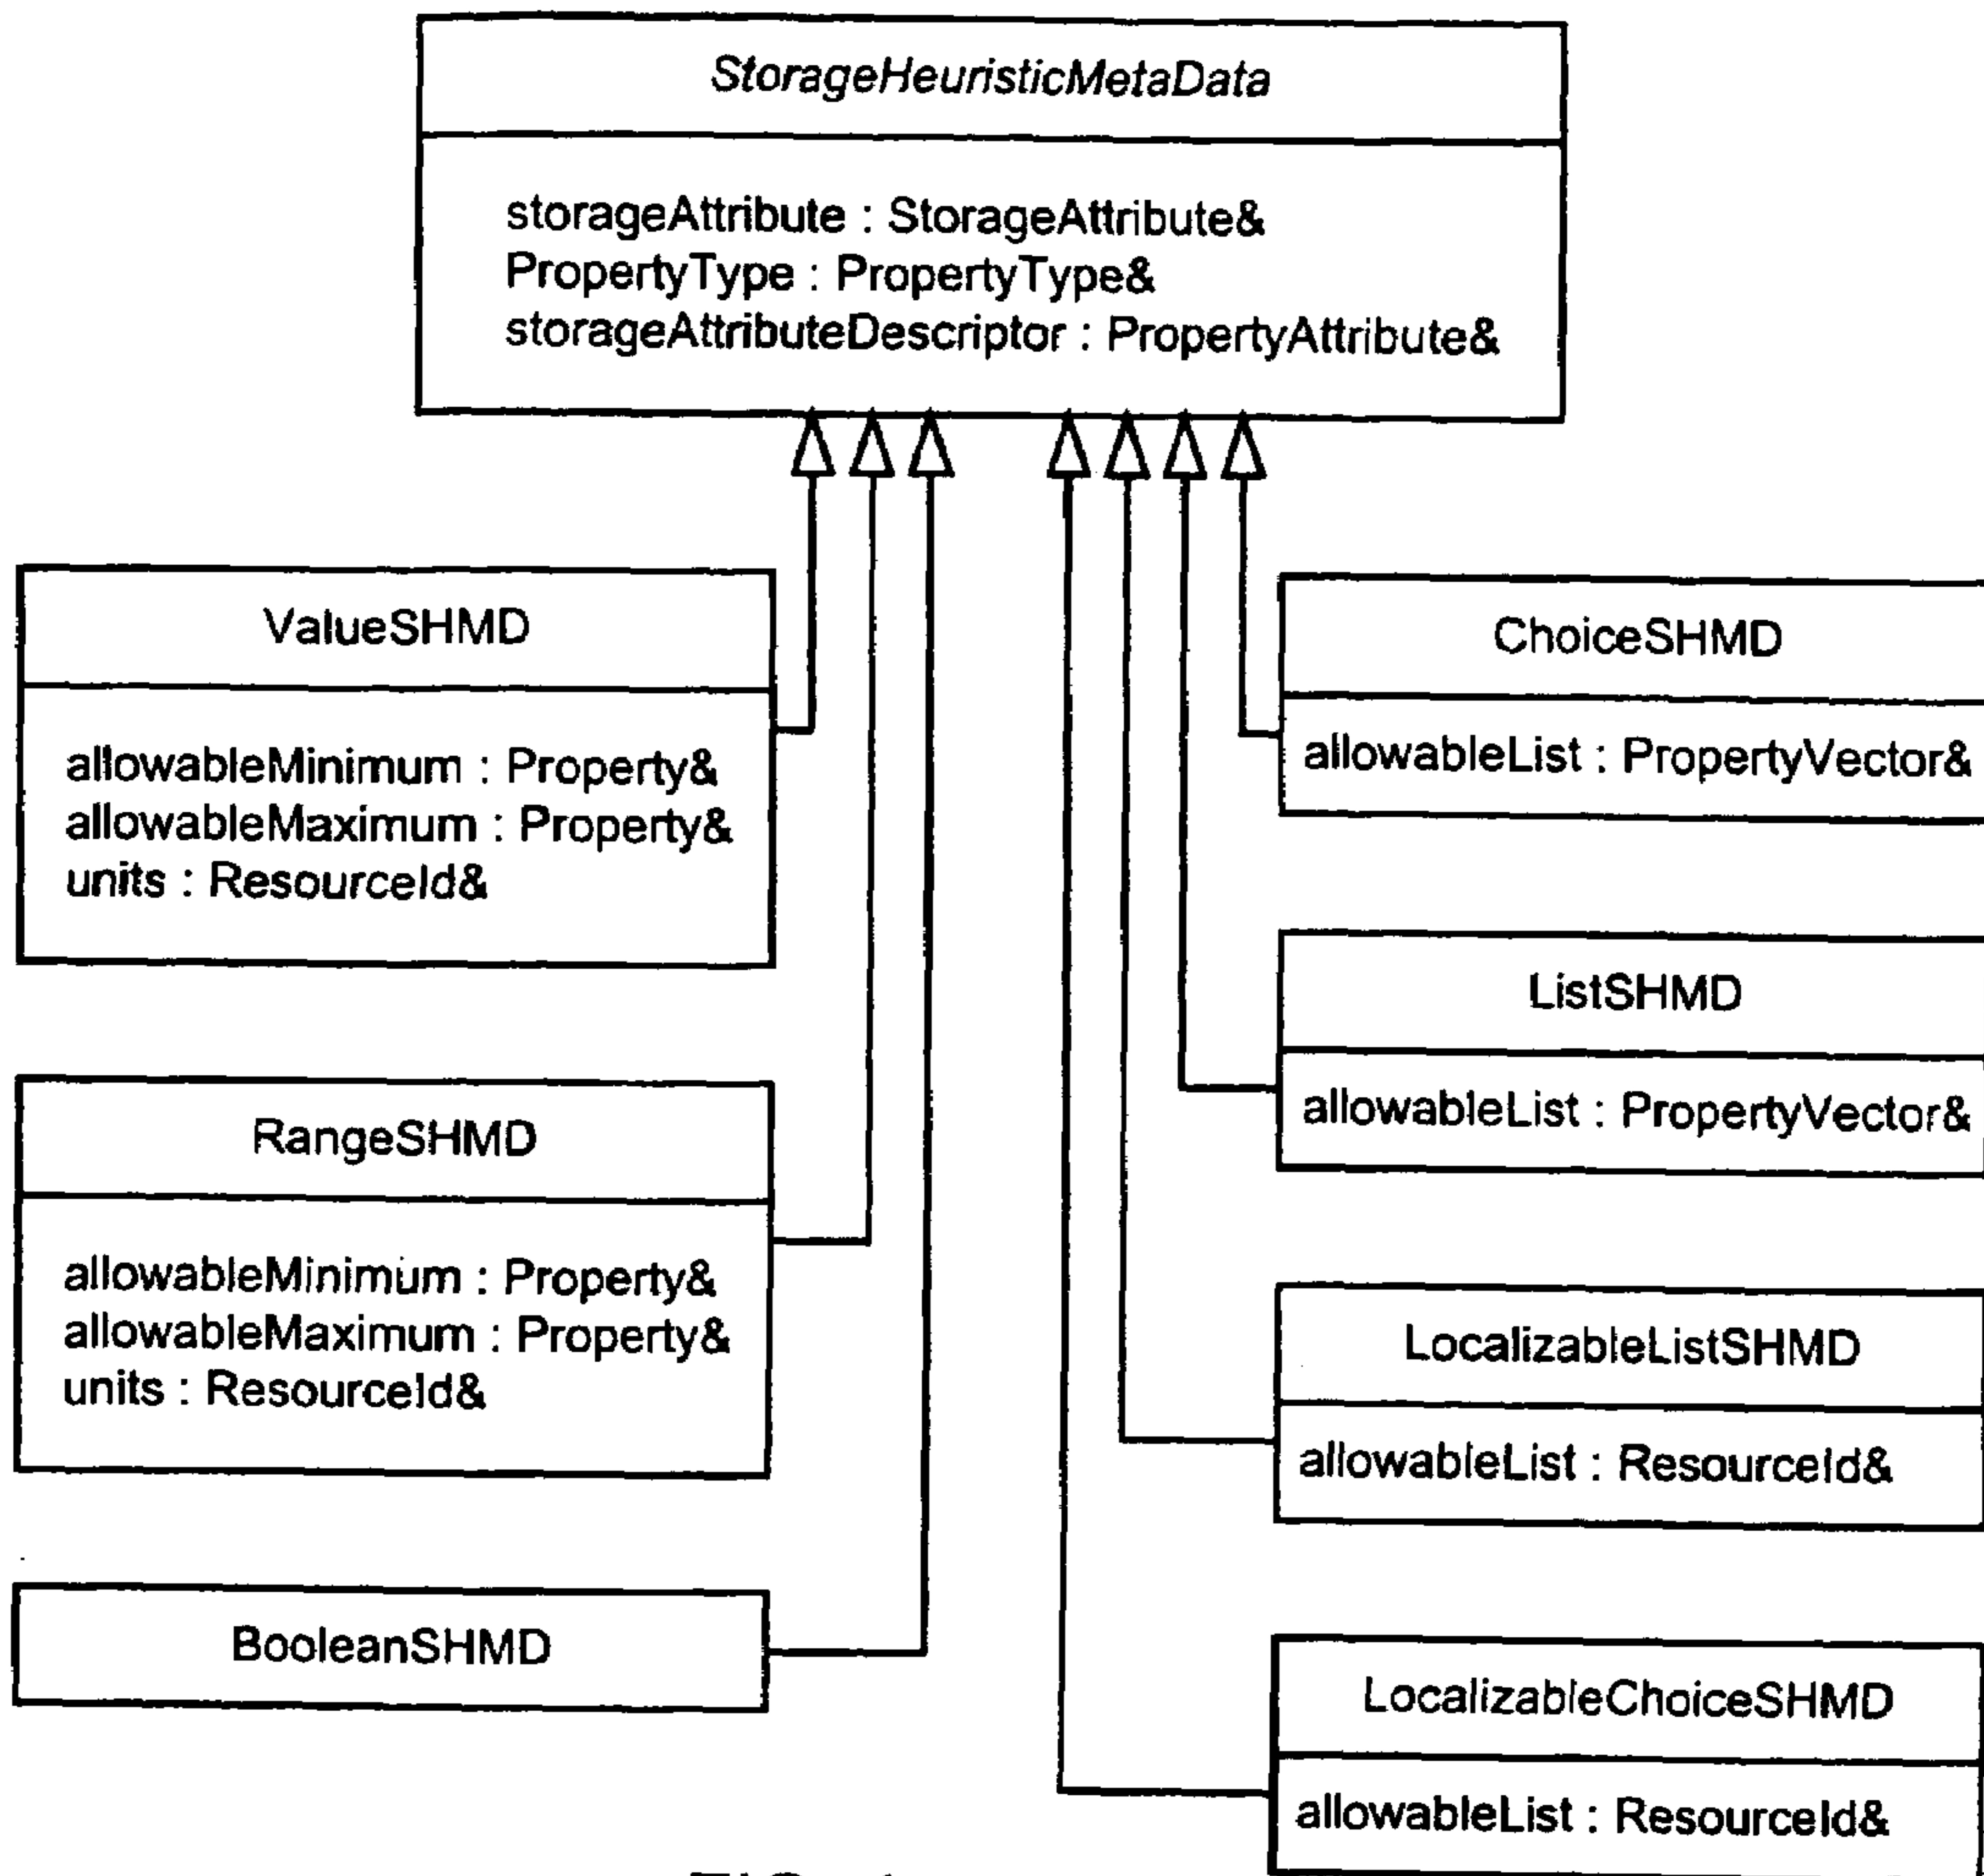 StorageHeuristicMetaData
storageAttribute : StorageAttribute&
PropertyType : PropertyType&
storageAttributeDescriptor : PropertyAttribute&
ValueSHMD
allowableMinimum : Property&
allowableMaximum : Property&
units : ResourceId&
RangeSHMD
allowableMinimum : Property&
allowableMaximum : Property&
units : ResourceId&
BooleanSHMD
ChoiceSHMD
allowableList : PropertyVector&
ListSHMD
allowableList : PropertyVector&
LocalizableListSHMD
allowableList : ResourceId&
LocalizableChoiceSHMD
allowableList : ResourceId&